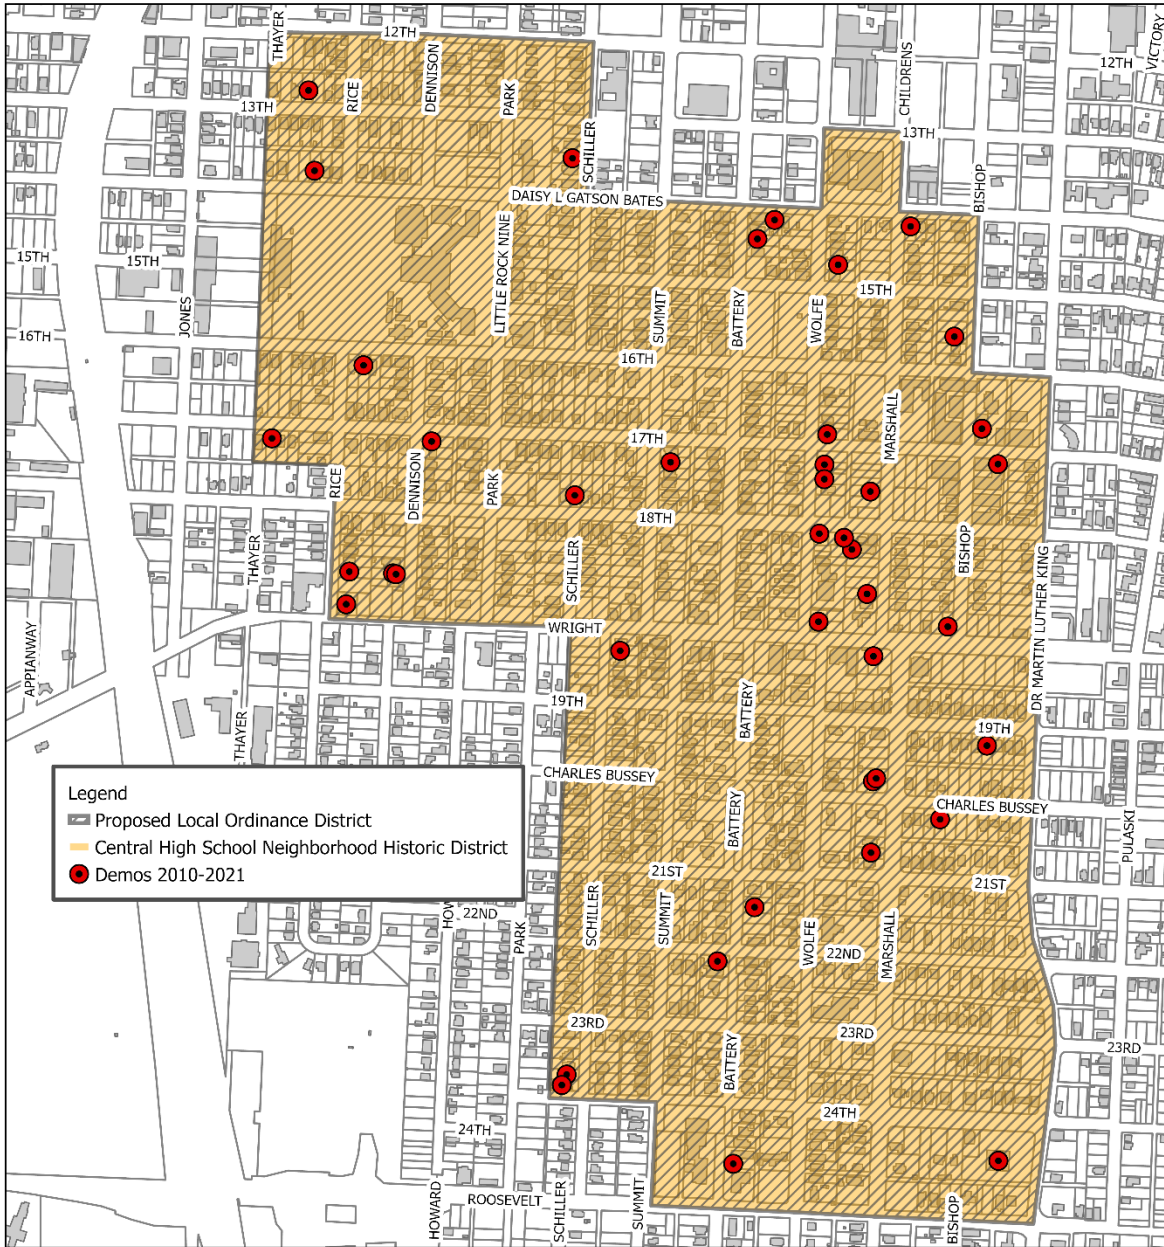 THAYER
12TH
DENNISON
RICE
PARK
13TH
SCHILLER
CHILDRENS
VICTORY
12TH
13TH
BISHOP
DAISY L GATSON BATES
LITTLE ROCK NINE
15TH
15TH
JONES
16TH
SUMMIT
BATTERY
WOLFE
15TH
16TH
MARSHALL
17TH
RICE
DENNISON
PARK
18TH
THAYER
SCHILLER
BISHOP
DR MARTIN LUTHER KING
WRIGHT
APPIANWAY
THAYER
19TH
BATTERY
19TH
CHARLES BUSSEY
CHARLES BUSSEY
BATTERY
PULASKI
Legend
Proposed Local Ordinance District
Central High School Neighborhood Historic District
Demos 2010-2021
21ST
21ST
HOW
22ND
PARK
SCHILLER
SUMMIT
WOLFE
22ND
MARSHALL
23RD
BATTERY
23RD
23RD
24TH
24TH
HOWARD
ROOSEVELT
SCHILLER
SUMMIT
BISHOP